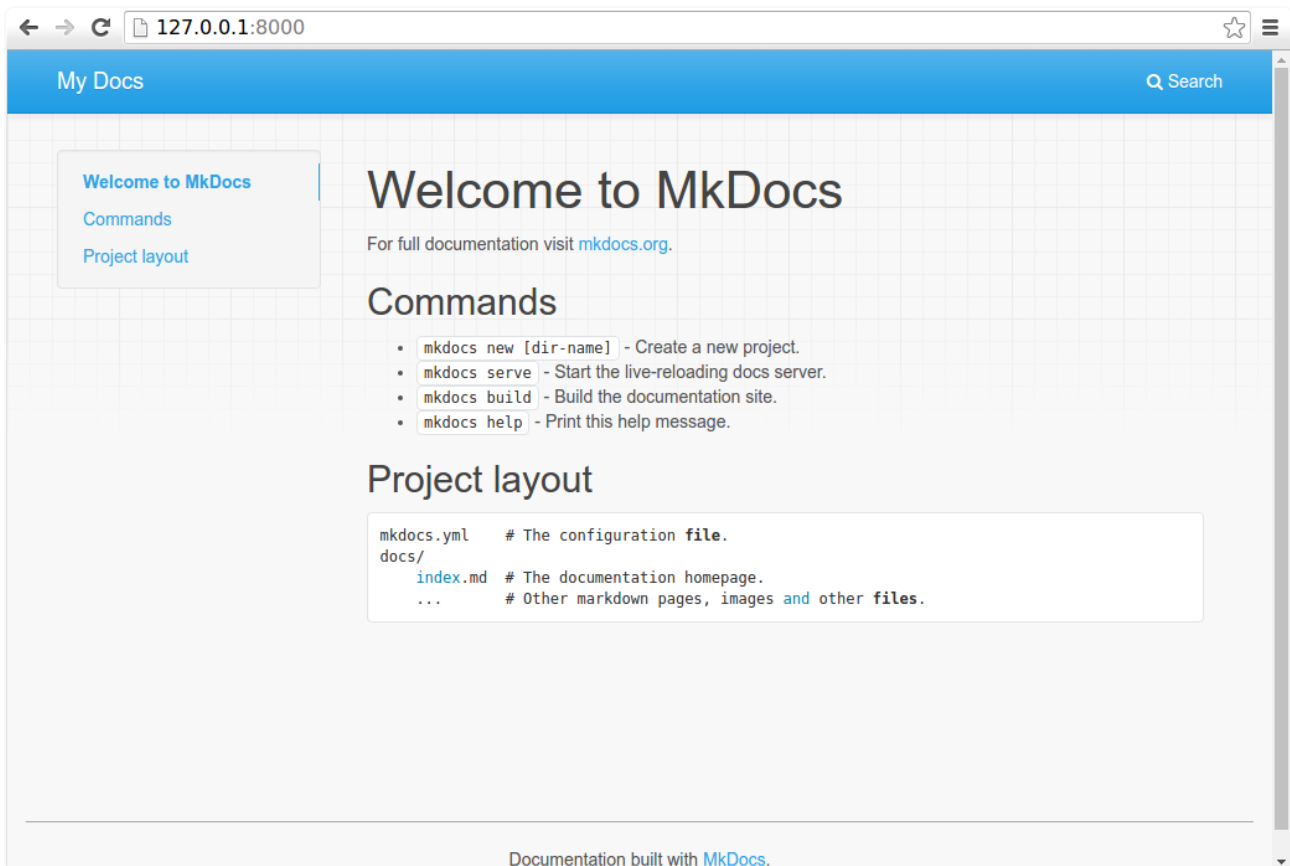 127.0.0.1:8000
My Docs
Search
Welcome to MkDocs
Commands
Project layout
Welcome to MkDocs
For full documentation visit mkdocs.org.
Commands
mkdocs new [dir-name] - Create a new project.
mkdocs serve - Start the live-reloading docs server.
mkdocs build - Build the documentation site.
mkdocs help - Print this help message.
Project layout
mkdocs.yml    # The configuration file.
docs/
    index.md  # The documentation homepage.
    ...       # Other markdown pages, images and other files.
Documentation built with MkDocs.